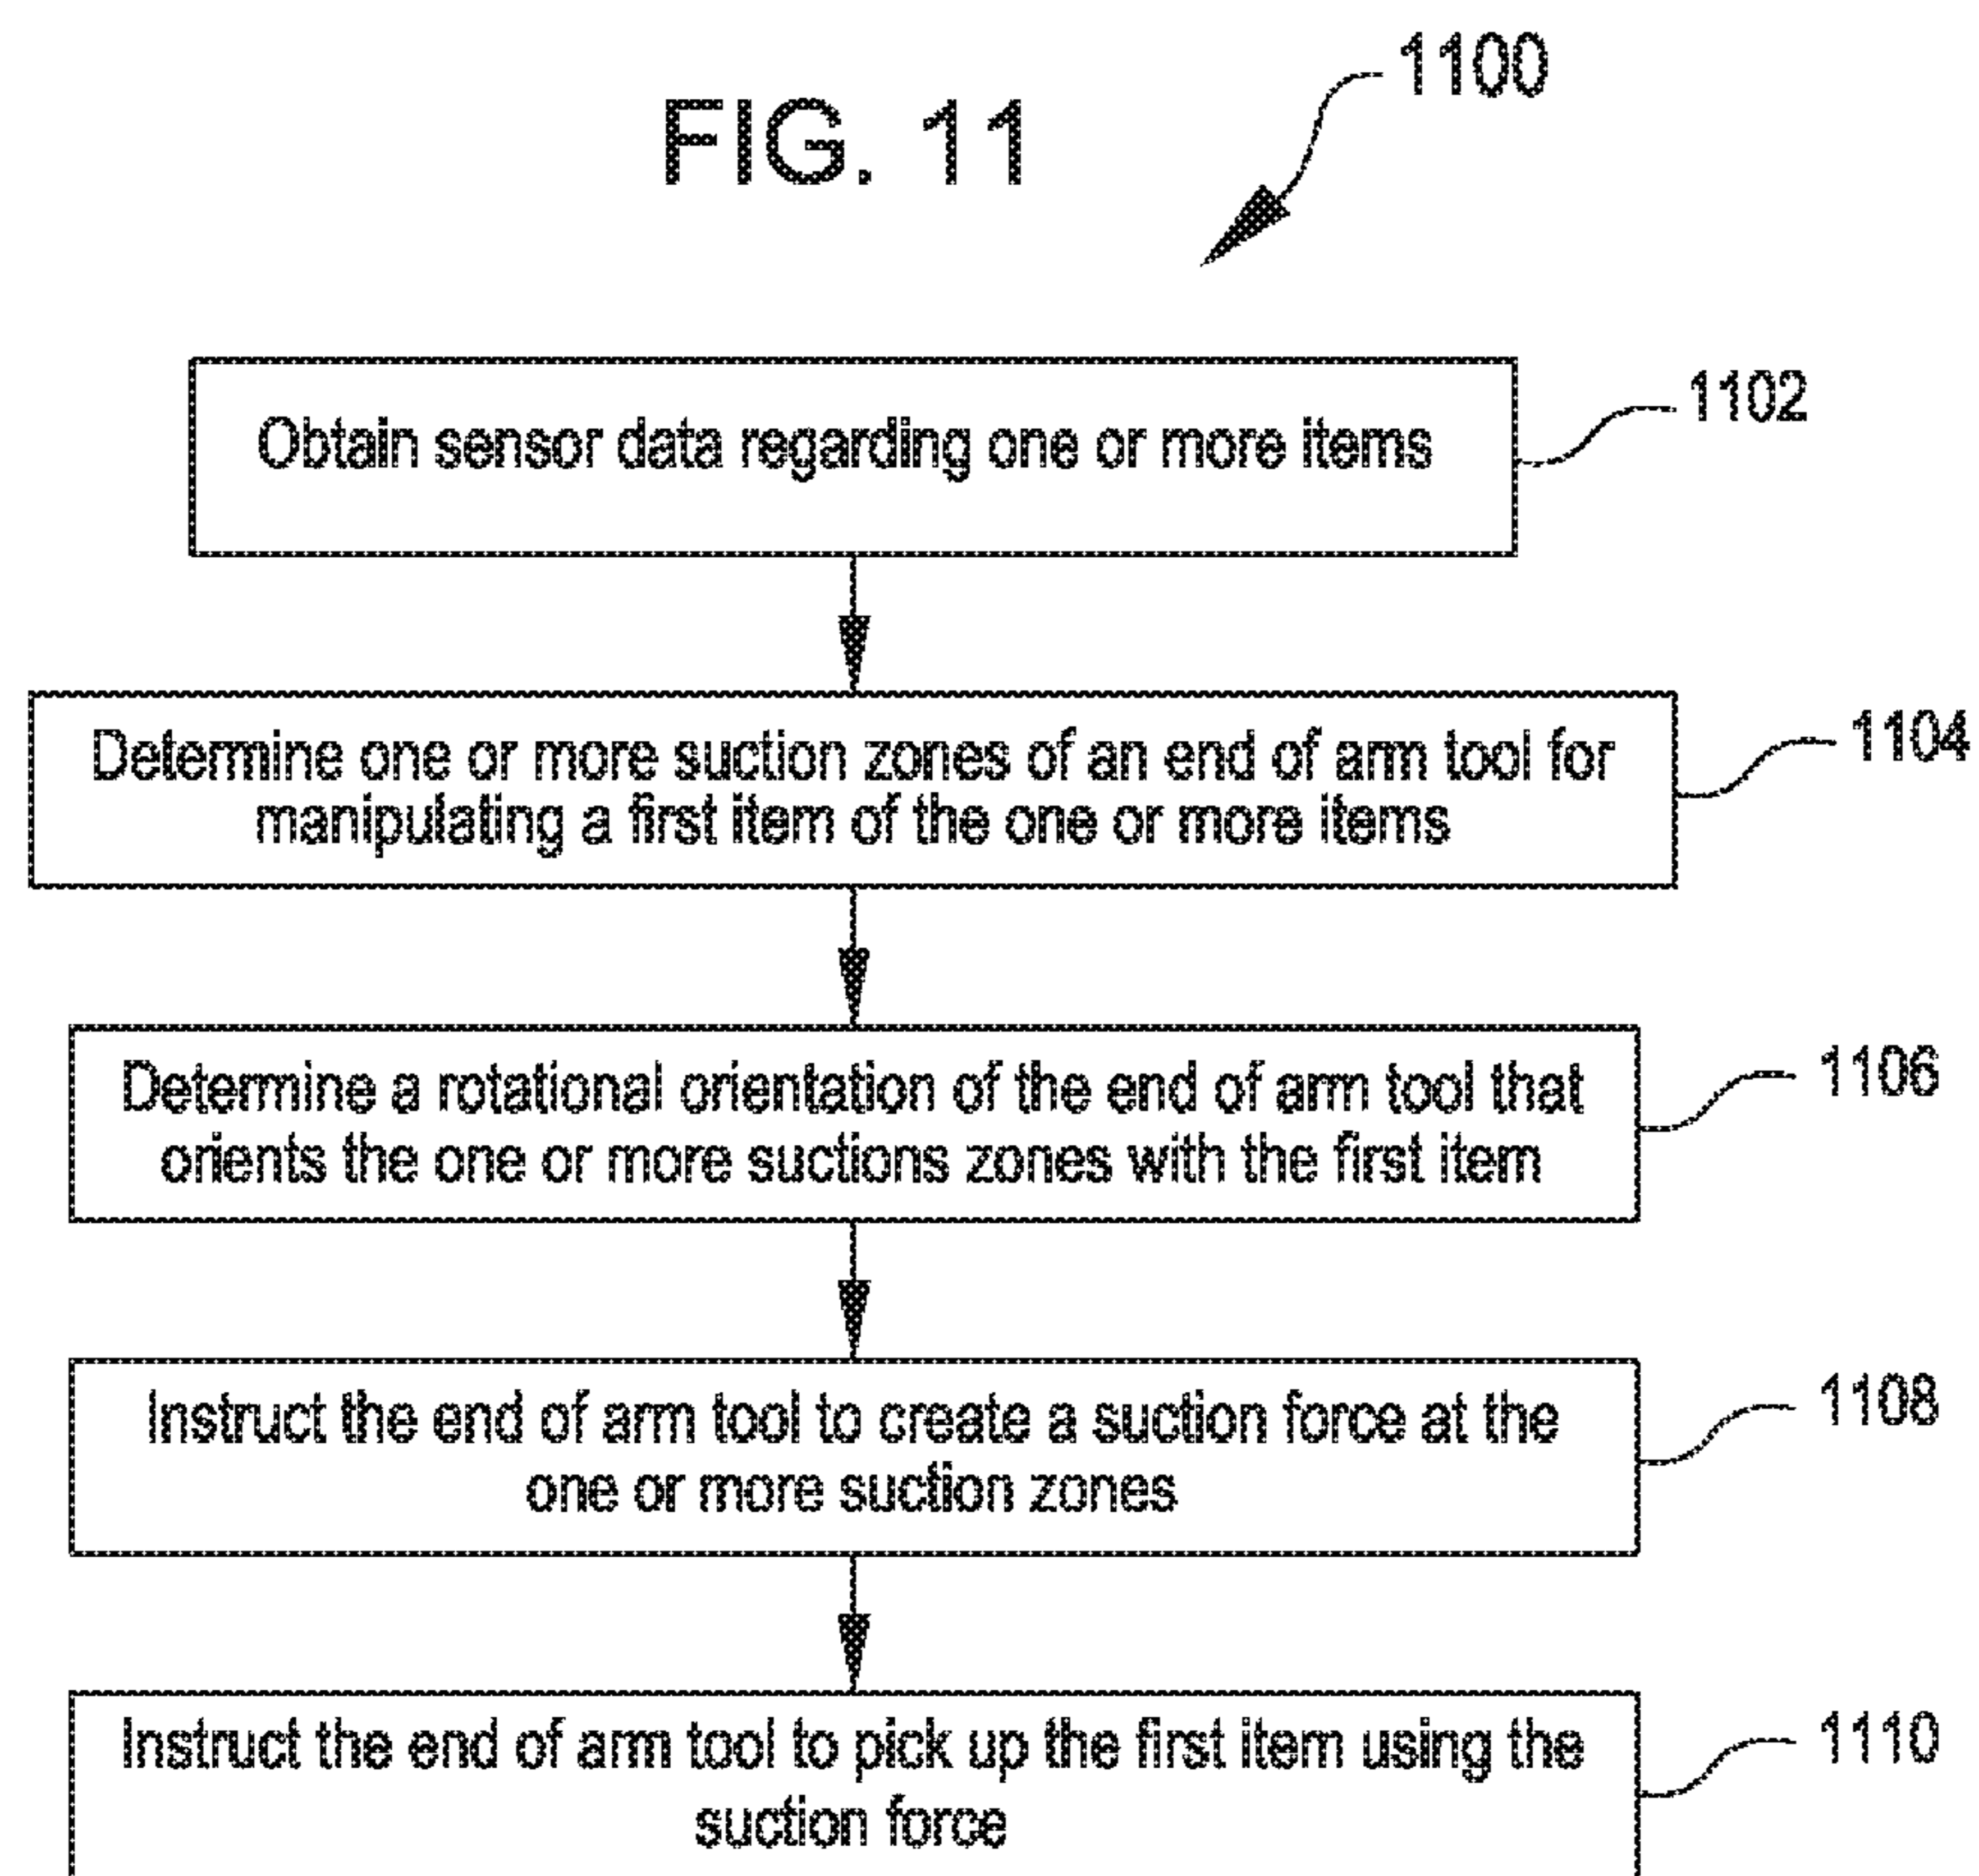 1100
FIG. 11
Obtain sensor data regarding one or more items
1102
Determine one or more suction zones of an end of arm tool for
manipulating a first item of the one or more items
1104
Determine a rotational orientation of the end of arm tool that
orients the one or more suctions zones with the first item
1106
Instruct the end of arm tool to create a suction force at the
one or more suction zones
1108
Instruct the end of arm tool to pick up the first item using the
suction force
1110